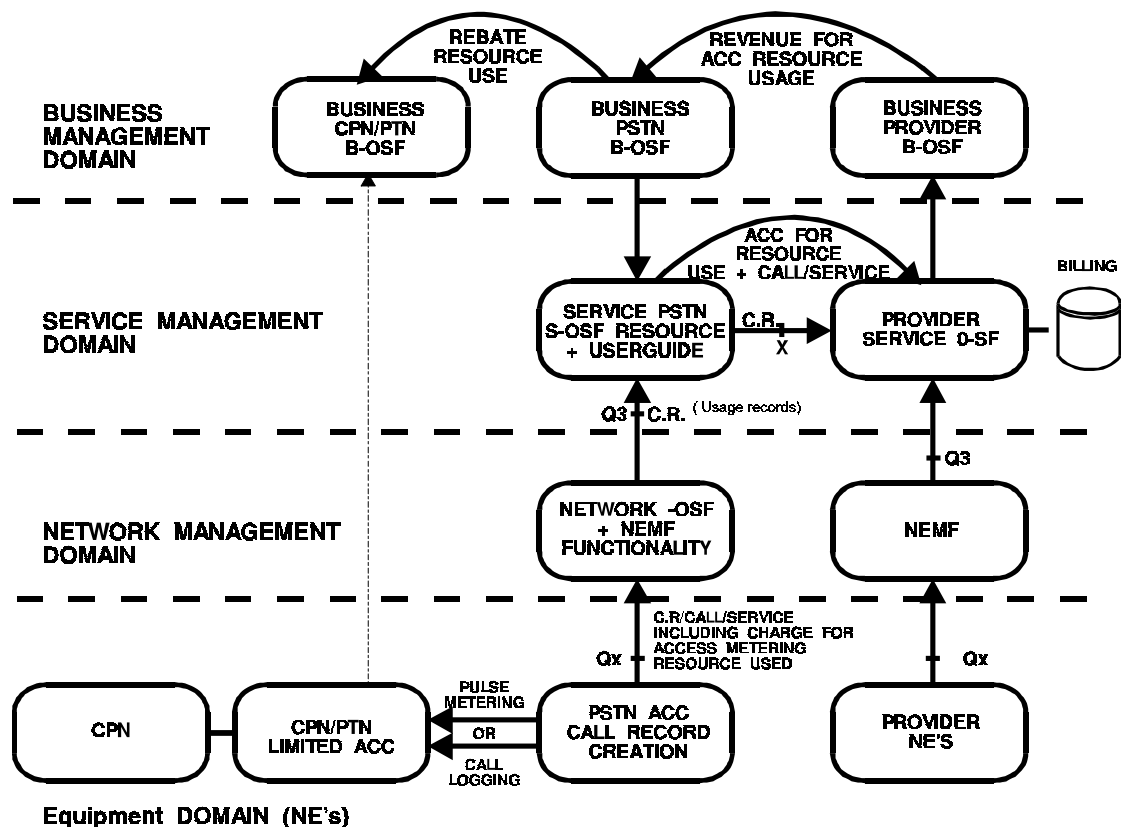 REBATE
RESOURCE
USE
REVENUE FOR
ACC RESOURCE
USAGE
BUSINESS
MANAGEMENT
DOMAIN
BUSINESS
CPN/PTN
B-OSF
BUSINESS
PSTN
B-OSF
BUSINESS
PROVIDER
B-OSF
ACC FOR
RESOURCE
USE + CALL/SERVICE
BILLING
SERVICE MANAGEMENT
DOMAIN
SERVICE PSTN
S-OSF RESOURCE
+ USERGUIDE
C.R.
X
PROVIDER
SERVICE 0-SF
Q3
C.R.
( Usage records)
Q3
NETWORK MANAGEMENT
DOMAIN
NETWORK -OSF
+ NEMF
FUNCTIONALITY
NEMF
C.R/CALL/SERVICE
INCLUDING CHARGE FOR
ACCESS METERING
RESOURCE USED
Qx
Qx
CPN
CPN/PTN
LIMITED ACC
PULSE
METERING
OR
CALL
LOGGING
PSTN ACC
CALL RECORD
CREATION
PROVIDER
NE'S
Equipment DOMAIN (NE's)